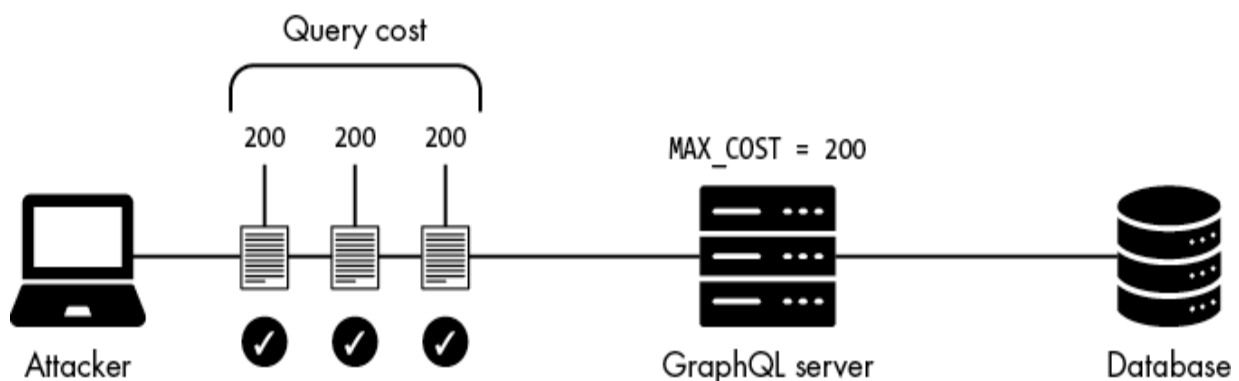 Query cost
200 200 200
MAX_COST = 200
Attacker
GraphQL server
Database